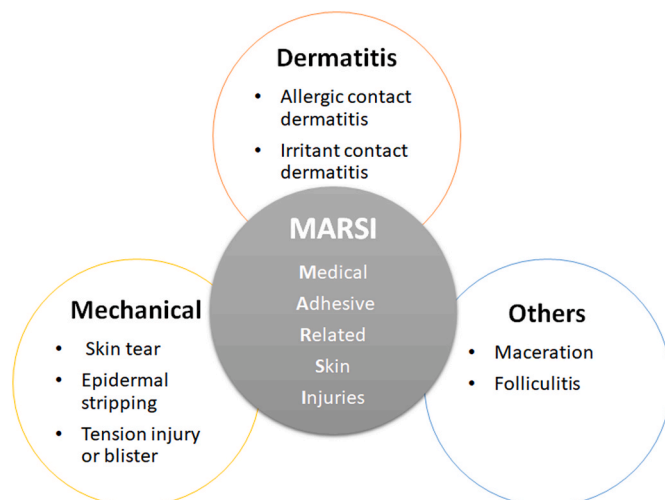 Dermatitis
• Allergic contact
dermatitis
• Irritant contact
dermatitis
MARSI
Medical
Adhesive
Related
Skin
Injuries
Mechanical
• Skin tear
• Epidermal
stripping
• Tension injury
or blister
Others
• Maceration
• Folliculitis